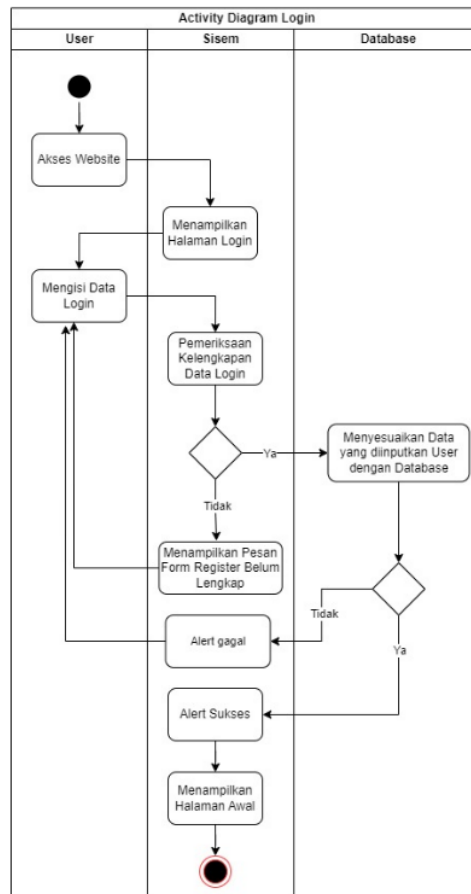 Activity Diagram Login
User
Sisem
Database
Akses Website
Menampilkan
Halaman Login
Mengisi Data
Login
Pemeriksaan
Kelengkapan
Data Login
Ya
Menyesuaikan Data
yang diinputkan User
dengan Database
Tidak
Menampilkan Pesan
Form Register Belum
Lengkap
Tidak
Alert gagal
Ya
Alert Sukses
Menampilkan
Halaman Awal